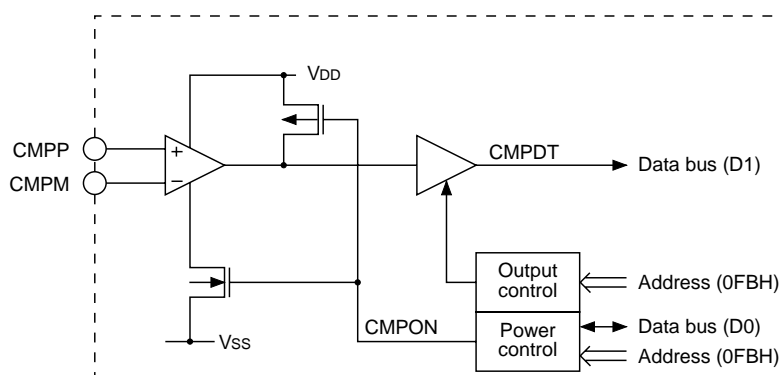 VDD
CMPP
+
CMPM
−
CMPDT
Data bus (D1)
Output
control
Address (0FBH)
VSS
CMPON
Power
control
Data bus (D0)
Address (0FBH)